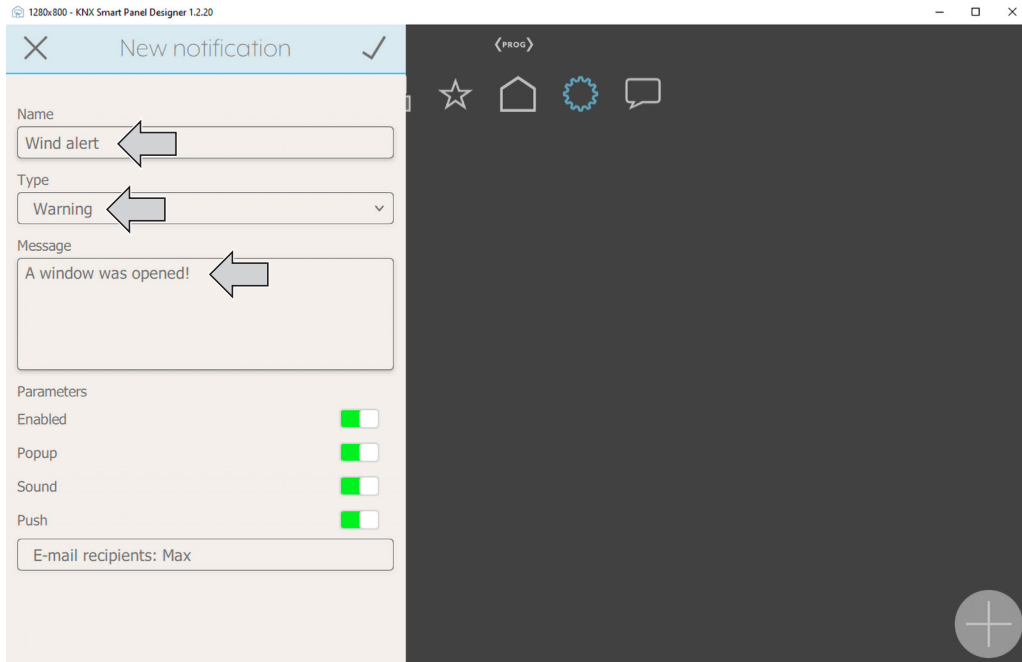 1280x800 - KNX Smart Panel Designer 1.2.20
New notification
⟨PROG⟩
Name
Wind alert
Type
Warning
Message
A window was opened!
Parameters
Enabled
Popup
Sound
Push
E-mail recipients: Max